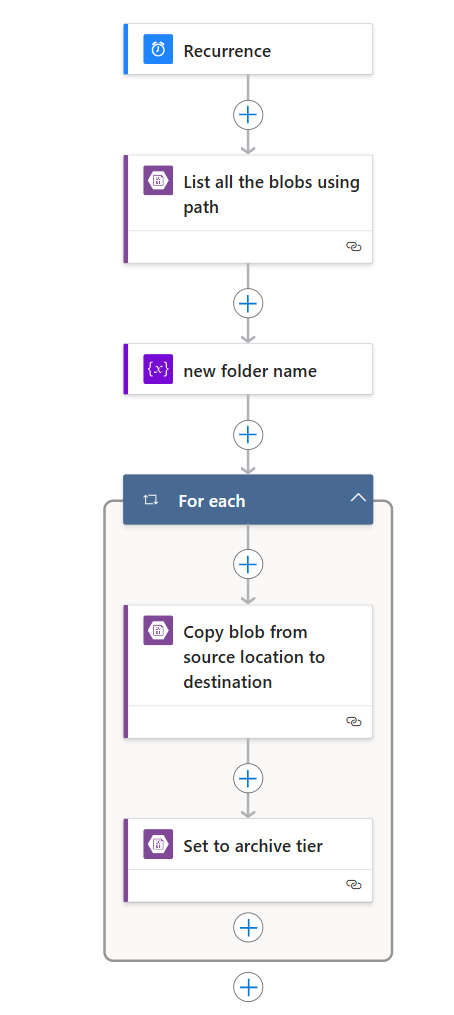 Recurrence
List all the blobs using
path
{x}
new folder name
For each
Copy blob from
source location to
destination
Set to archive tier